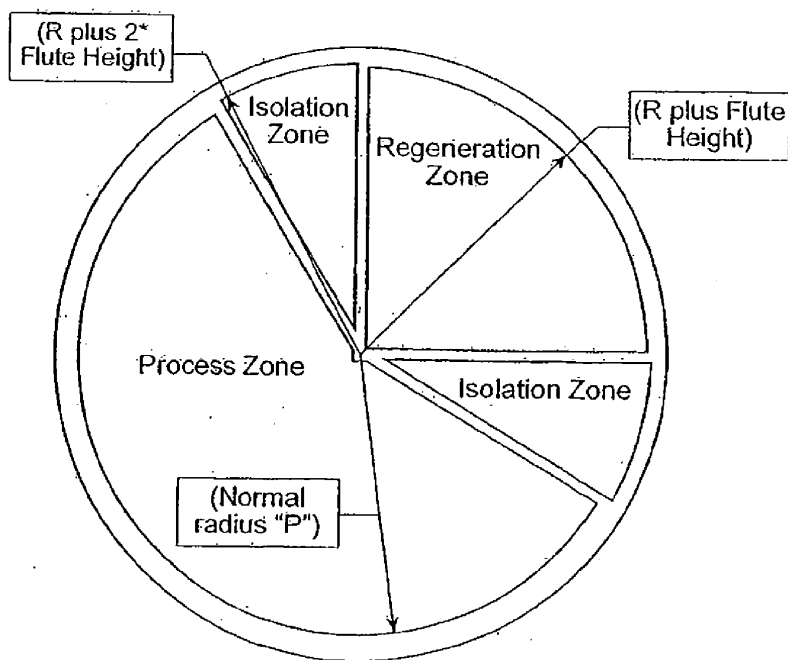 (R plus 2*
Flute Height)
Isolation
Zone
(R plus Flute
Height)
Regeneration
Zone
Process Zone
Isolation Zone
(Normal
radius "P")